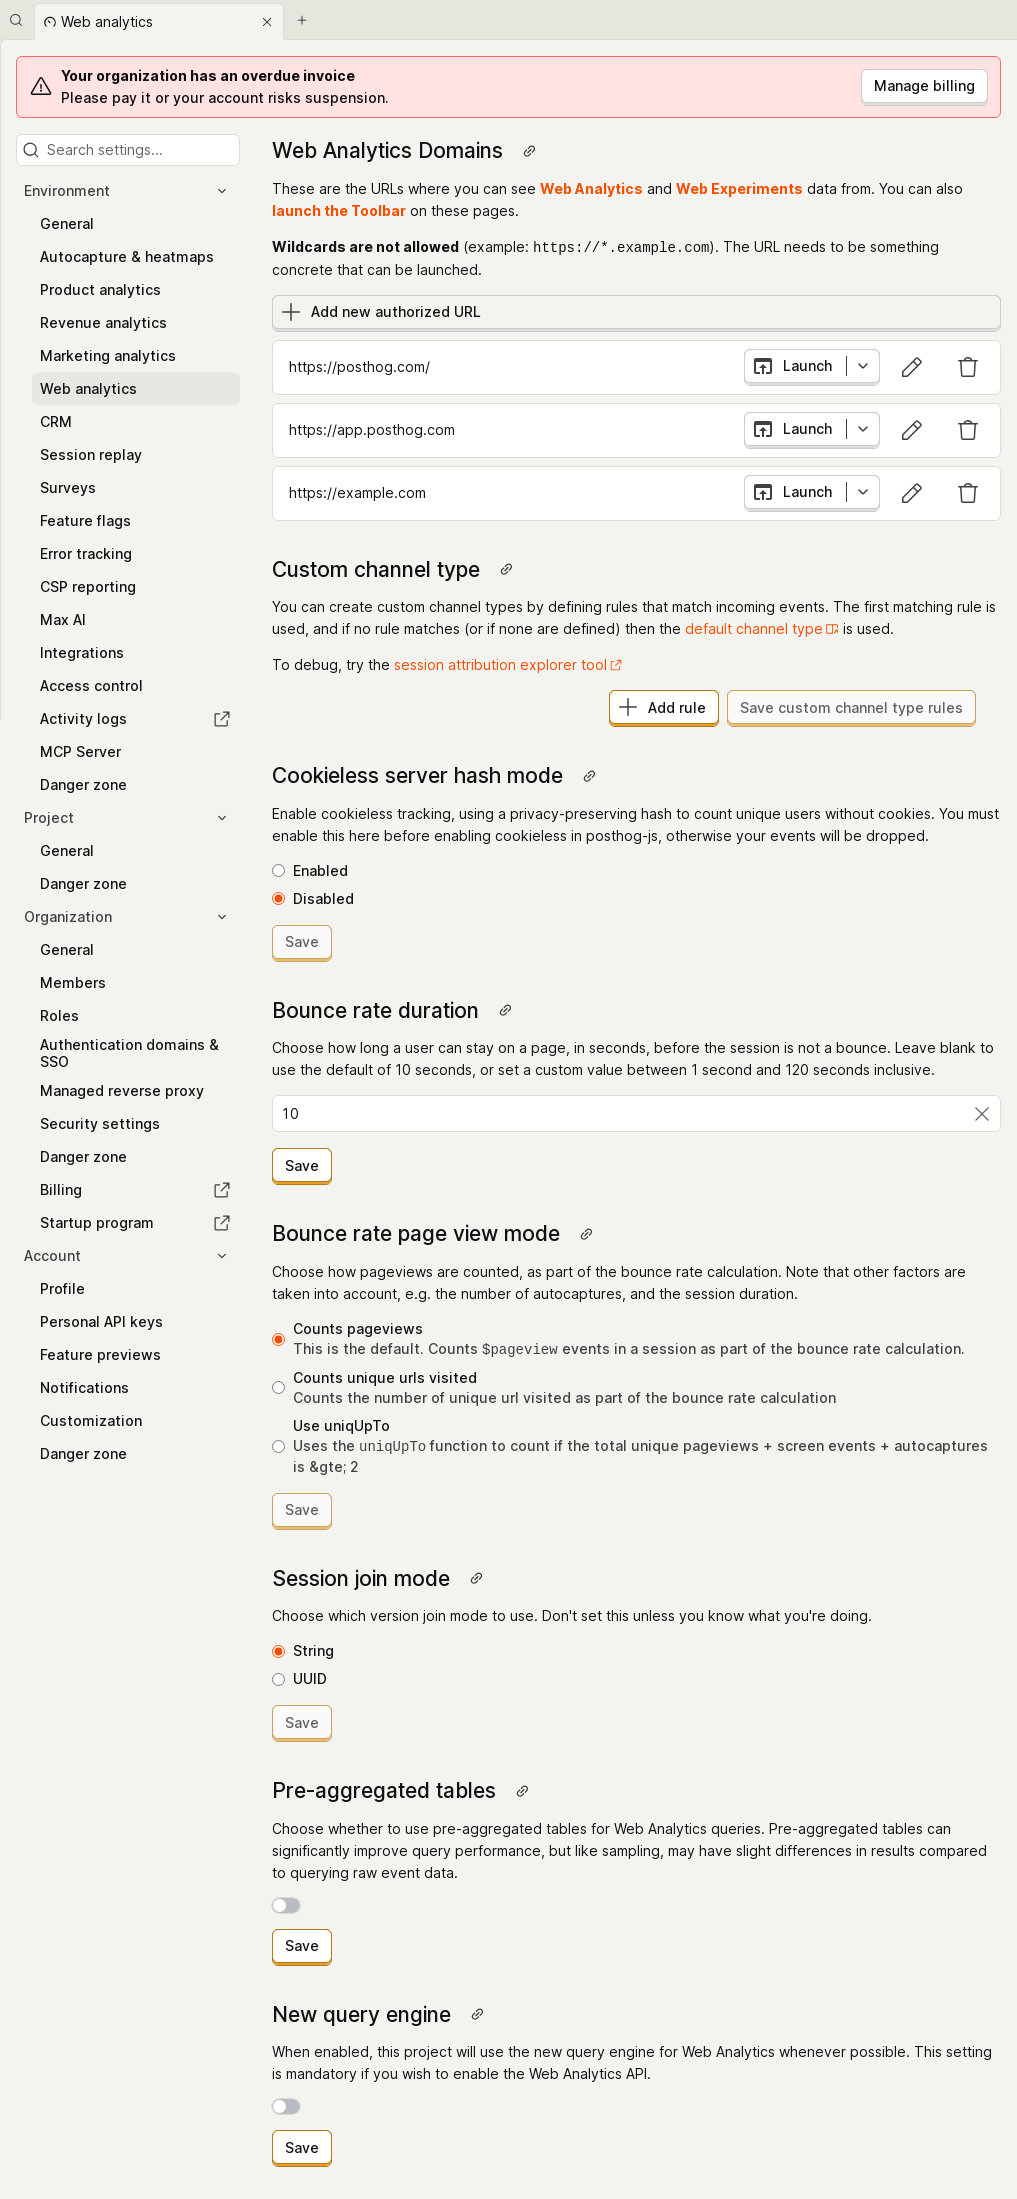 Web analytics
Your organization has an overdue invoice
Please pay it or your account risks suspension.
Manage billing
Search settings...
Environment
General
Autocapture & heatmaps
Product analytics
Revenue analytics
Marketing analytics
Web analytics
CRM
Session replay
Surveys
Feature flags
Error tracking
CSP reporting
Max AI
Integrations
Access control
Activity logs
MCP Server
Danger zone
Project
General
Danger zone
Organization
General
Members
Roles
Authentication domains &
SSO
Managed reverse proxy
Security settings
Danger zone
Billing
Startup program
Account
Profile
Personal API keys
Feature previews
Notifications
Customization
Danger zone
Web Analytics Domains
These are the URLs where you can see Web Analytics and Web Experiments data from. You can also
launch the Toolbar on these pages.
Wildcards are not allowed (example: https://*.example.com). The URL needs to be something
concrete that can be launched.
Add new authorized URL
https://posthog.com/
Launch
https://app.posthog.com
Launch
https://example.com
Launch
Custom channel type
You can create custom channel types by defining rules that match incoming events. The first matching rule is
used, and if no rule matches (or if none are defined) then the default channel type is used.
To debug, try the session attribution explorer tool
Add rule
Save custom channel type rules
Cookieless server hash mode
Enable cookieless tracking, using a privacy-preserving hash to count unique users without cookies. You must
enable this here before enabling cookieless in posthog-js, otherwise your events will be dropped.
Enabled
Disabled
Save
Bounce rate duration
Choose how long a user can stay on a page, in seconds, before the session is not a bounce. Leave blank to
use the default of 10 seconds, or set a custom value between 1 second and 120 seconds inclusive.
10
Save
Bounce rate page view mode
Choose how pageviews are counted, as part of the bounce rate calculation. Note that other factors are
taken into account, e.g. the number of autocaptures, and the session duration.
Counts pageviews
This is the default. Counts $pageview events in a session as part of the bounce rate calculation.
Counts unique urls visited
Counts the number of unique url visited as part of the bounce rate calculation
Use uniqUpTo
Uses the uniqUpTo function to count if the total unique pageviews + screen events + autocaptures
is &gte; 2
Save
Session join mode
Choose which version join mode to use. Don't set this unless you know what you're doing.
String
UUID
Save
Pre-aggregated tables
Choose whether to use pre-aggregated tables for Web Analytics queries. Pre-aggregated tables can
significantly improve query performance, but like sampling, may have slight differences in results compared
to querying raw event data.
Save
New query engine
When enabled, this project will use the new query engine for Web Analytics whenever possible. This setting
is mandatory if you wish to enable the Web Analytics API.
Save